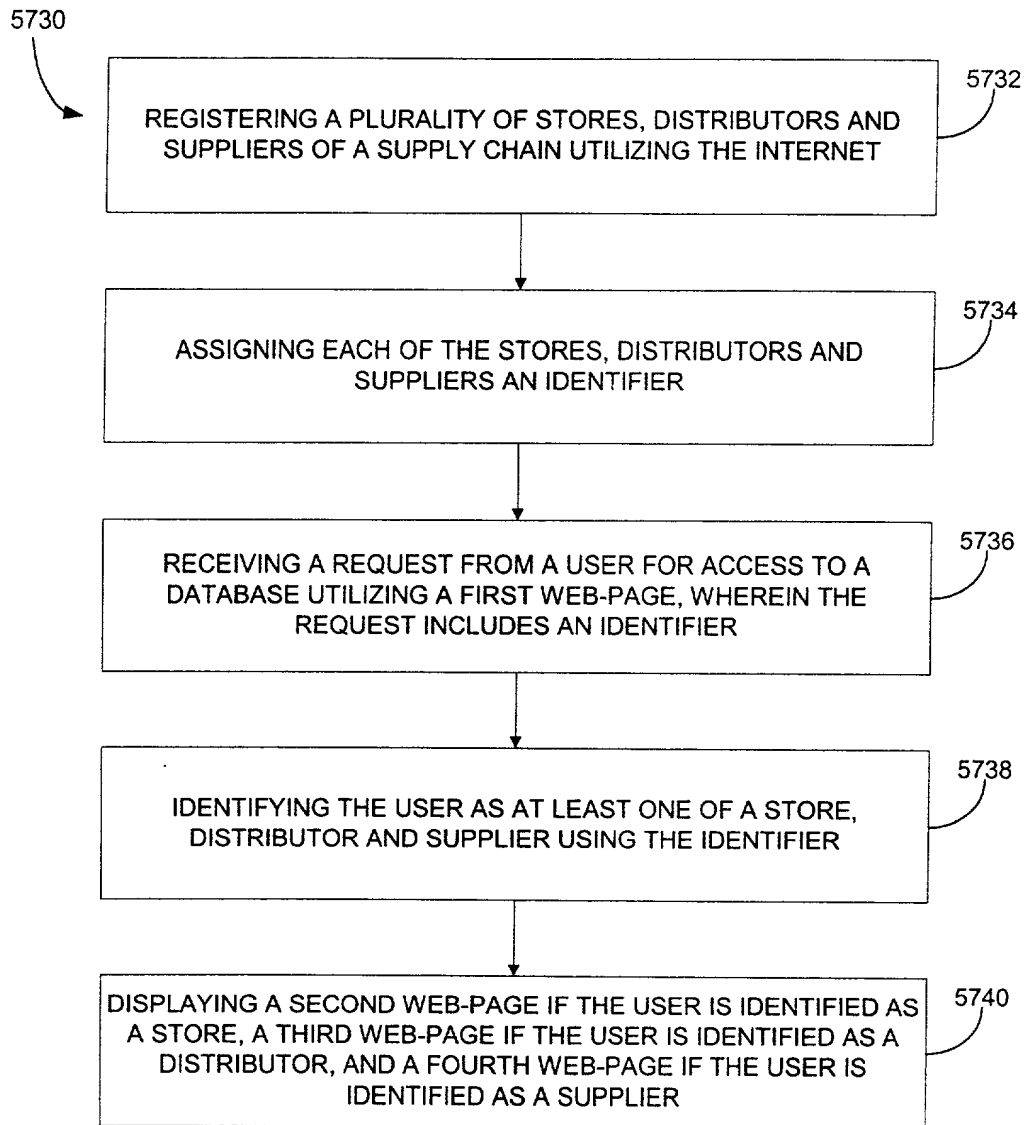 5730
5732
REGISTERING A PLURALITY OF STORES, DISTRIBUTORS AND
SUPPLIERS OF A SUPPLY CHAIN UTILIZING THE INTERNET
5734
ASSIGNING EACH OF THE STORES, DISTRIBUTORS AND
SUPPLIERS AN IDENTIFIER
5736
RECEIVING A REQUEST FROM A USER FOR ACCESS TO A
DATABASE UTILIZING A FIRST WEB-PAGE, WHEREIN THE
REQUEST INCLUDES AN IDENTIFIER
5738
IDENTIFYING THE USER AS AT LEAST ONE OF A STORE,
DISTRIBUTOR AND SUPPLIER USING THE IDENTIFIER
5740
DISPLAYING A SECOND WEB-PAGE IF THE USER IS IDENTIFIED AS
A STORE, A THIRD WEB-PAGE IF THE USER IS IDENTIFIED AS A
DISTRIBUTOR, AND A FOURTH WEB-PAGE IF THE USER IS
IDENTIFIED AS A SUPPLIER